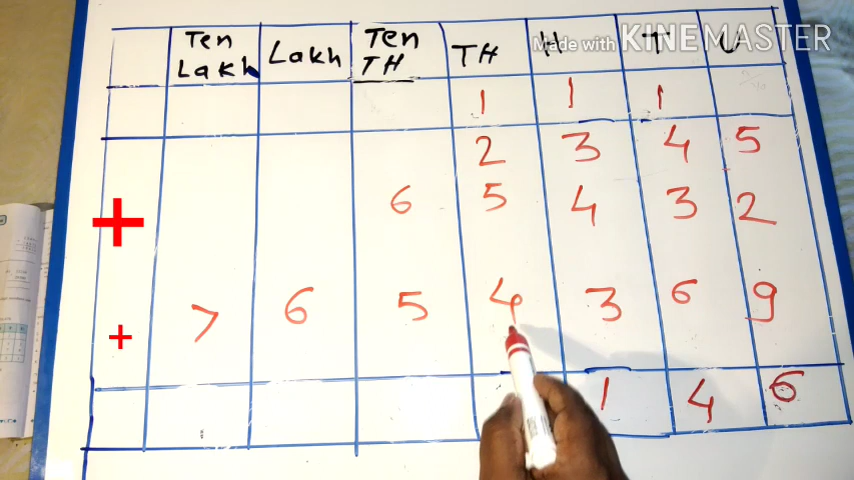 Made with KINEMASTER
Ten Lakh Lakh Ten TH TH H T U
1 1 1
2 3 4 5
+ 6 5 4 3 2
+ 7 6 5 4 3 6 9
1 4 6